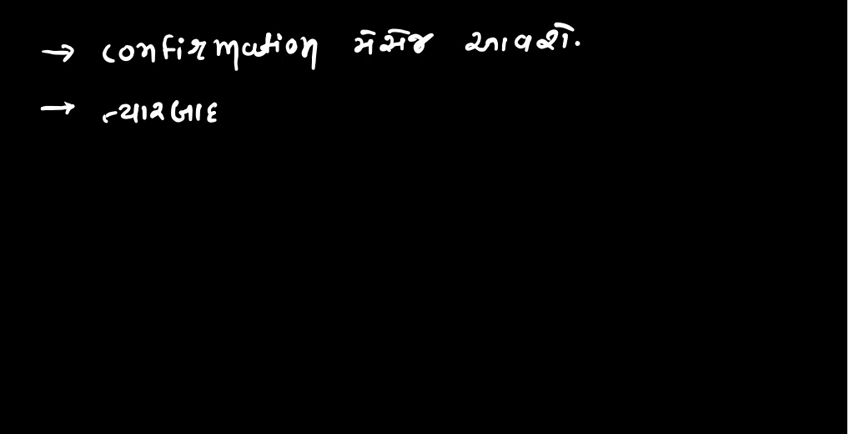 → confirmation મેસેજ આવશે.
→ ત્યારબાદ